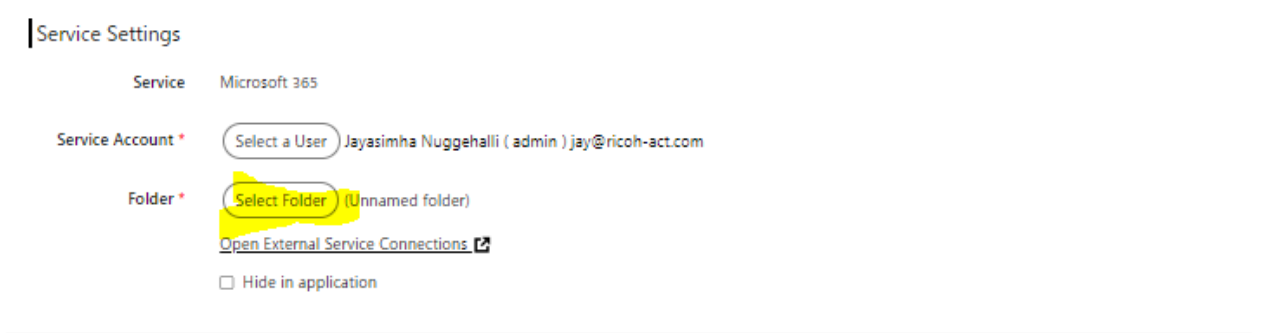 Service Settings
Service Microsoft 365
Service Account * Select a User Jayasimha Nuggehalli ( admin ) jay@ricoh-act.com
Folder * Select Folder (Unnamed folder)
Open External Service Connections
Hide in application